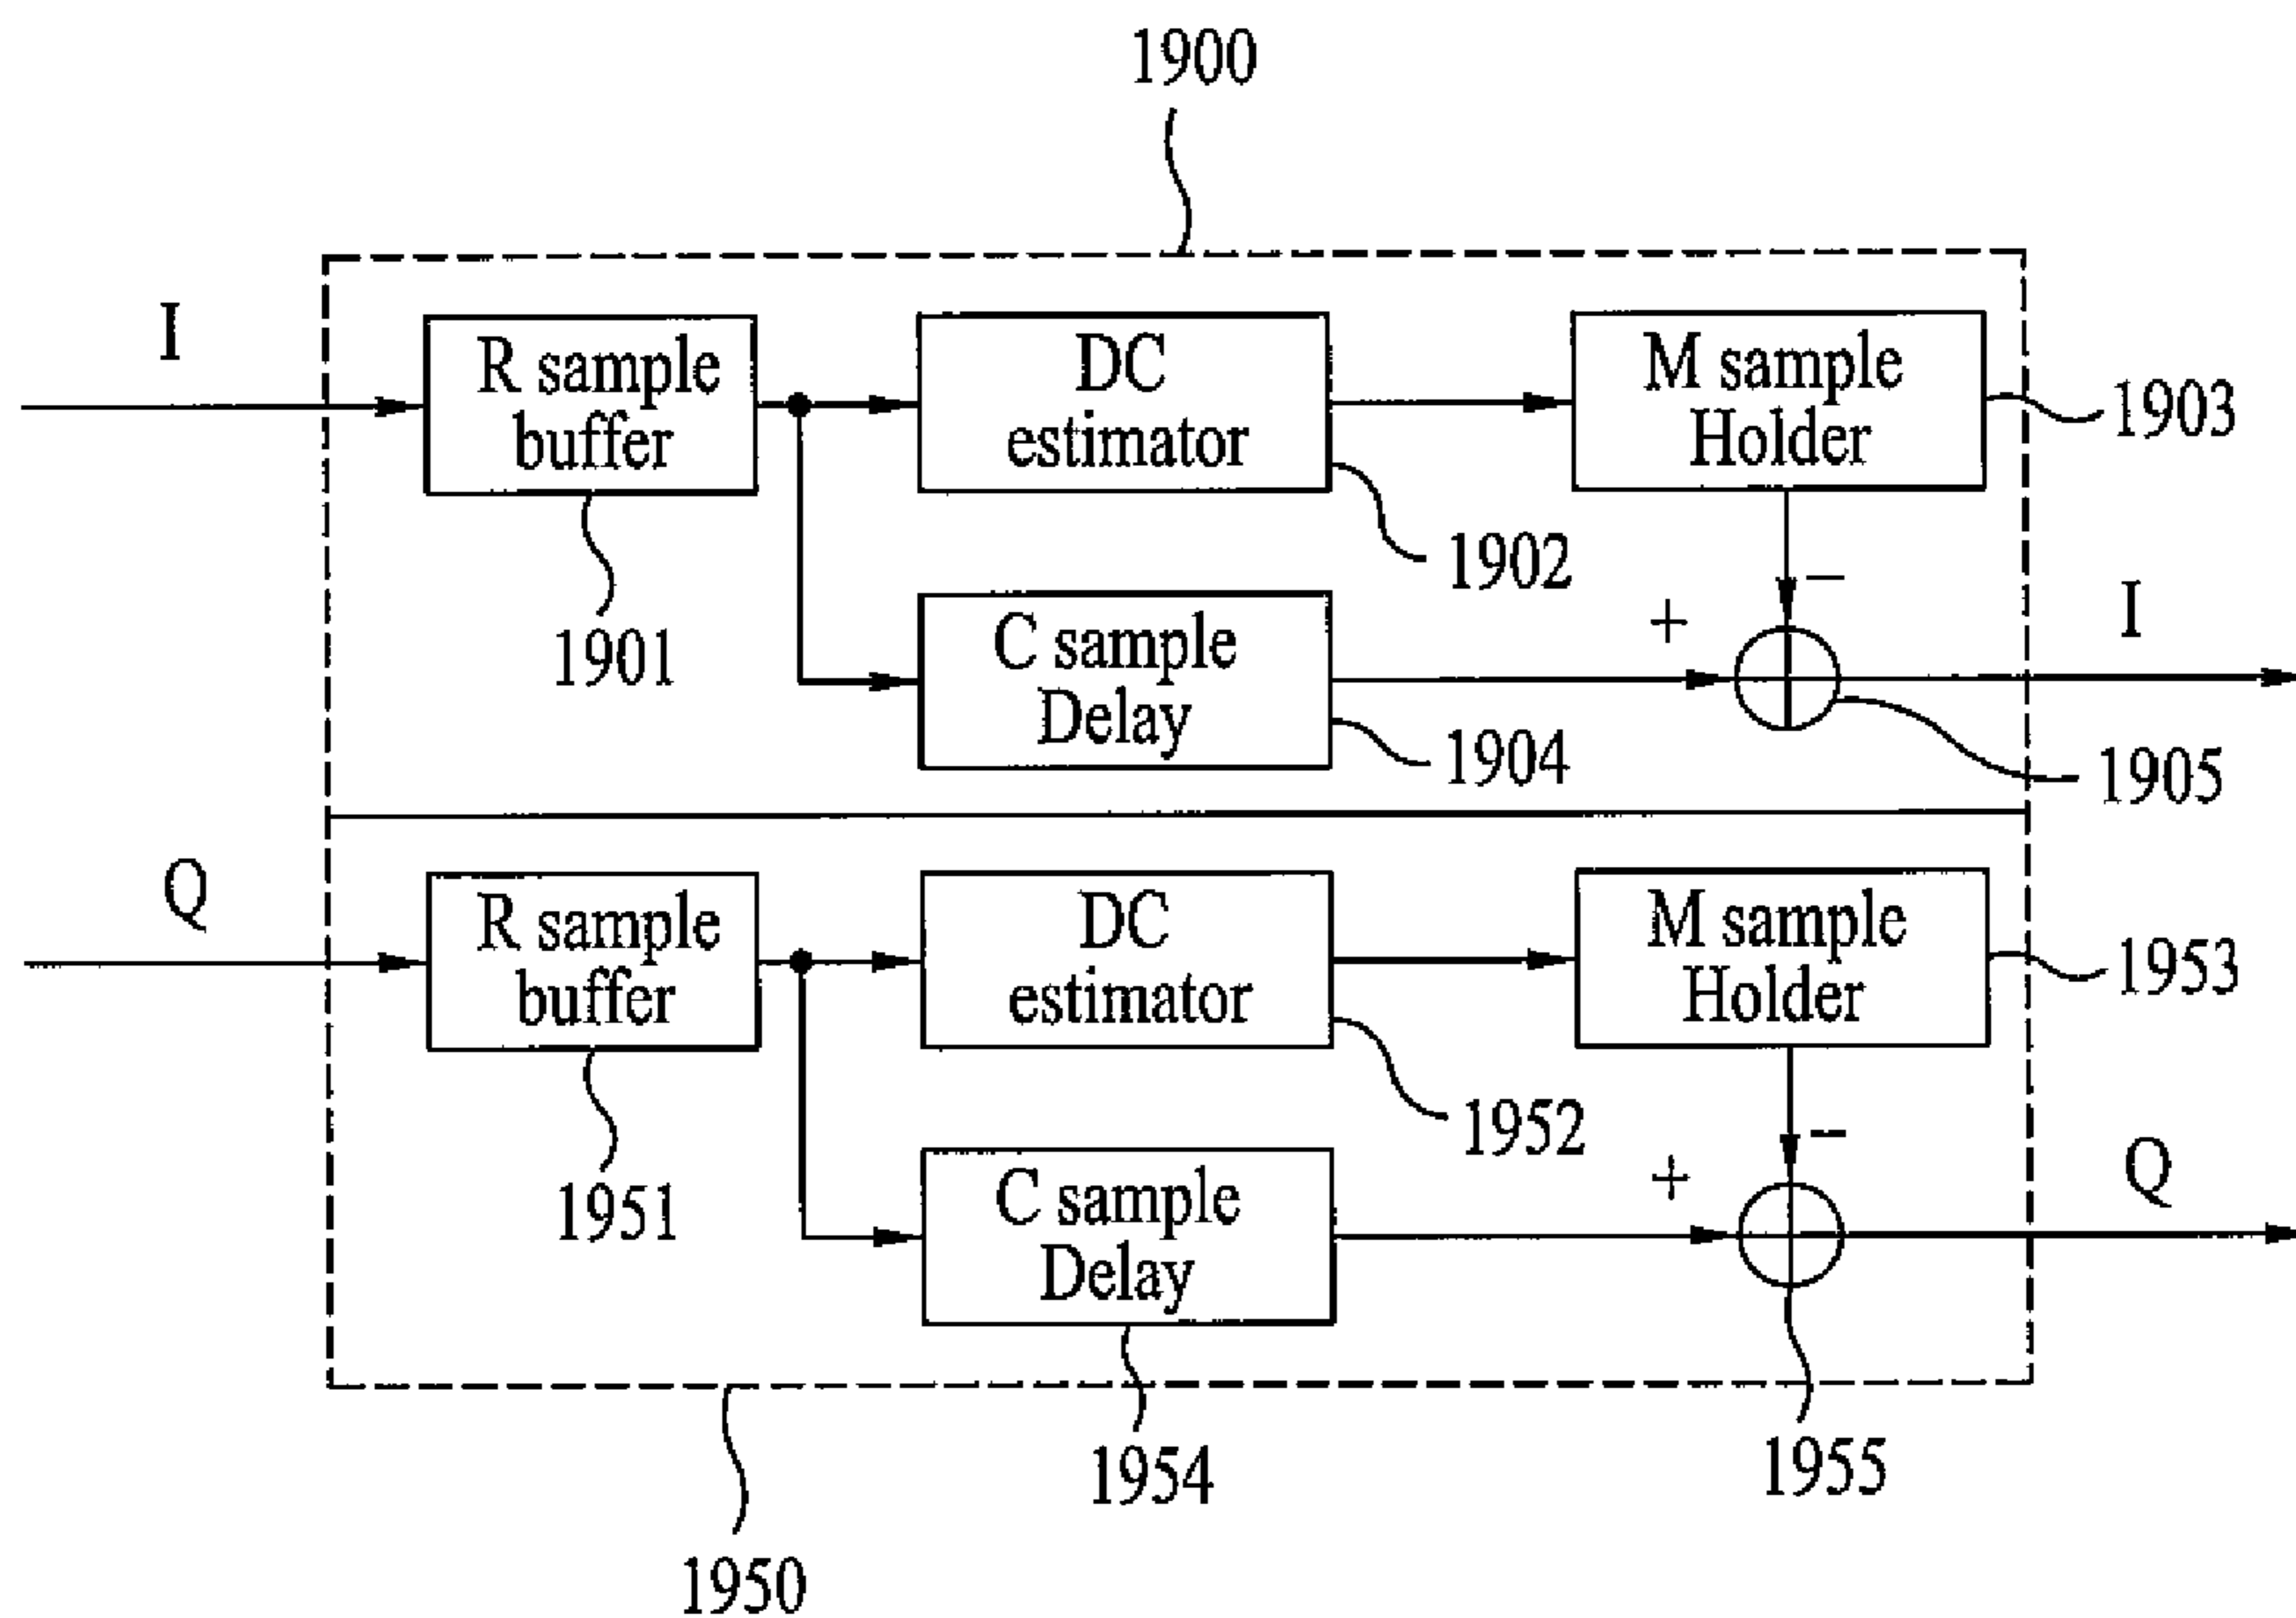 1900
I
R sample
buffer
DC
estimator
M sample
Holder
1903
1902
1901
C sample
Delay
+
−
I
1904
1905
Q
R sample
buffer
DC
estimator
M sample
Holder
1953
1952
1951
C sample
Delay
+
−
Q
1954
1955
1950